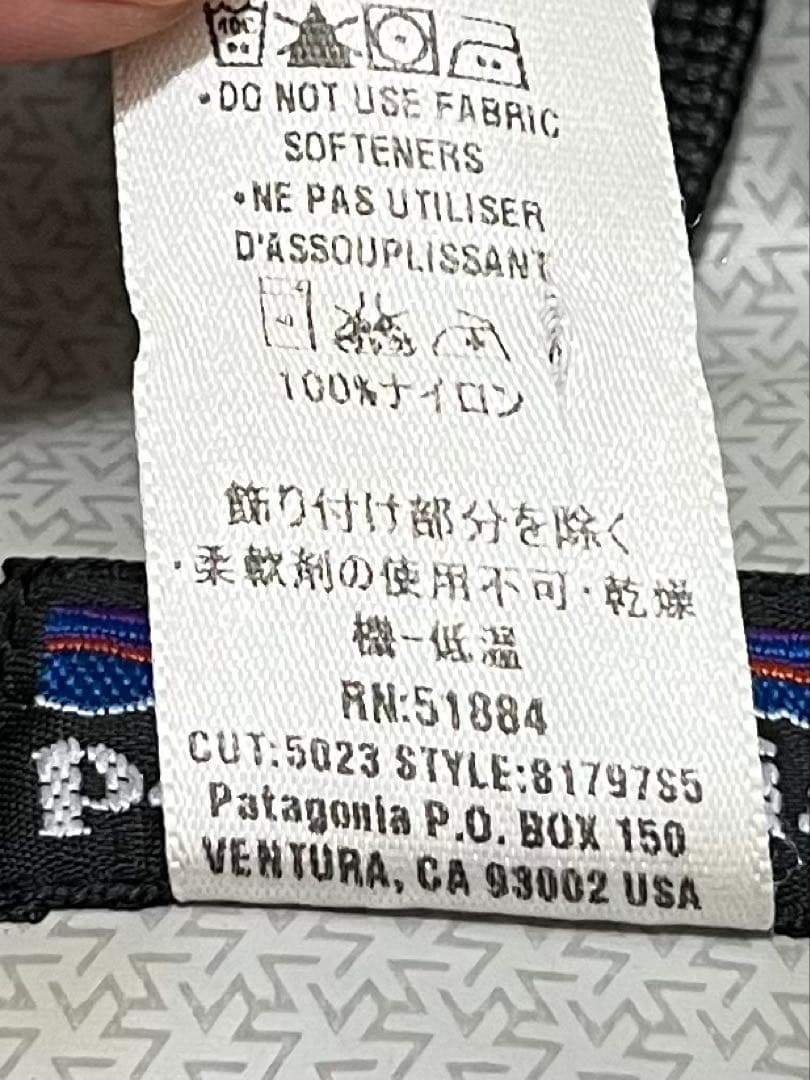 •DO NOT USE FABRIC
SOFTENERS
•NE PAS UTILISER
D'ASSOUPLISSANT
100%ナイロン
飾り付け部分を除く
・柔軟剤の使用不可・乾燥
機-低温
RN:51884
CUT:5023 STYLE:81797S5
Patagonia P.O. BOX 150
VENTURA, CA 93002 USA